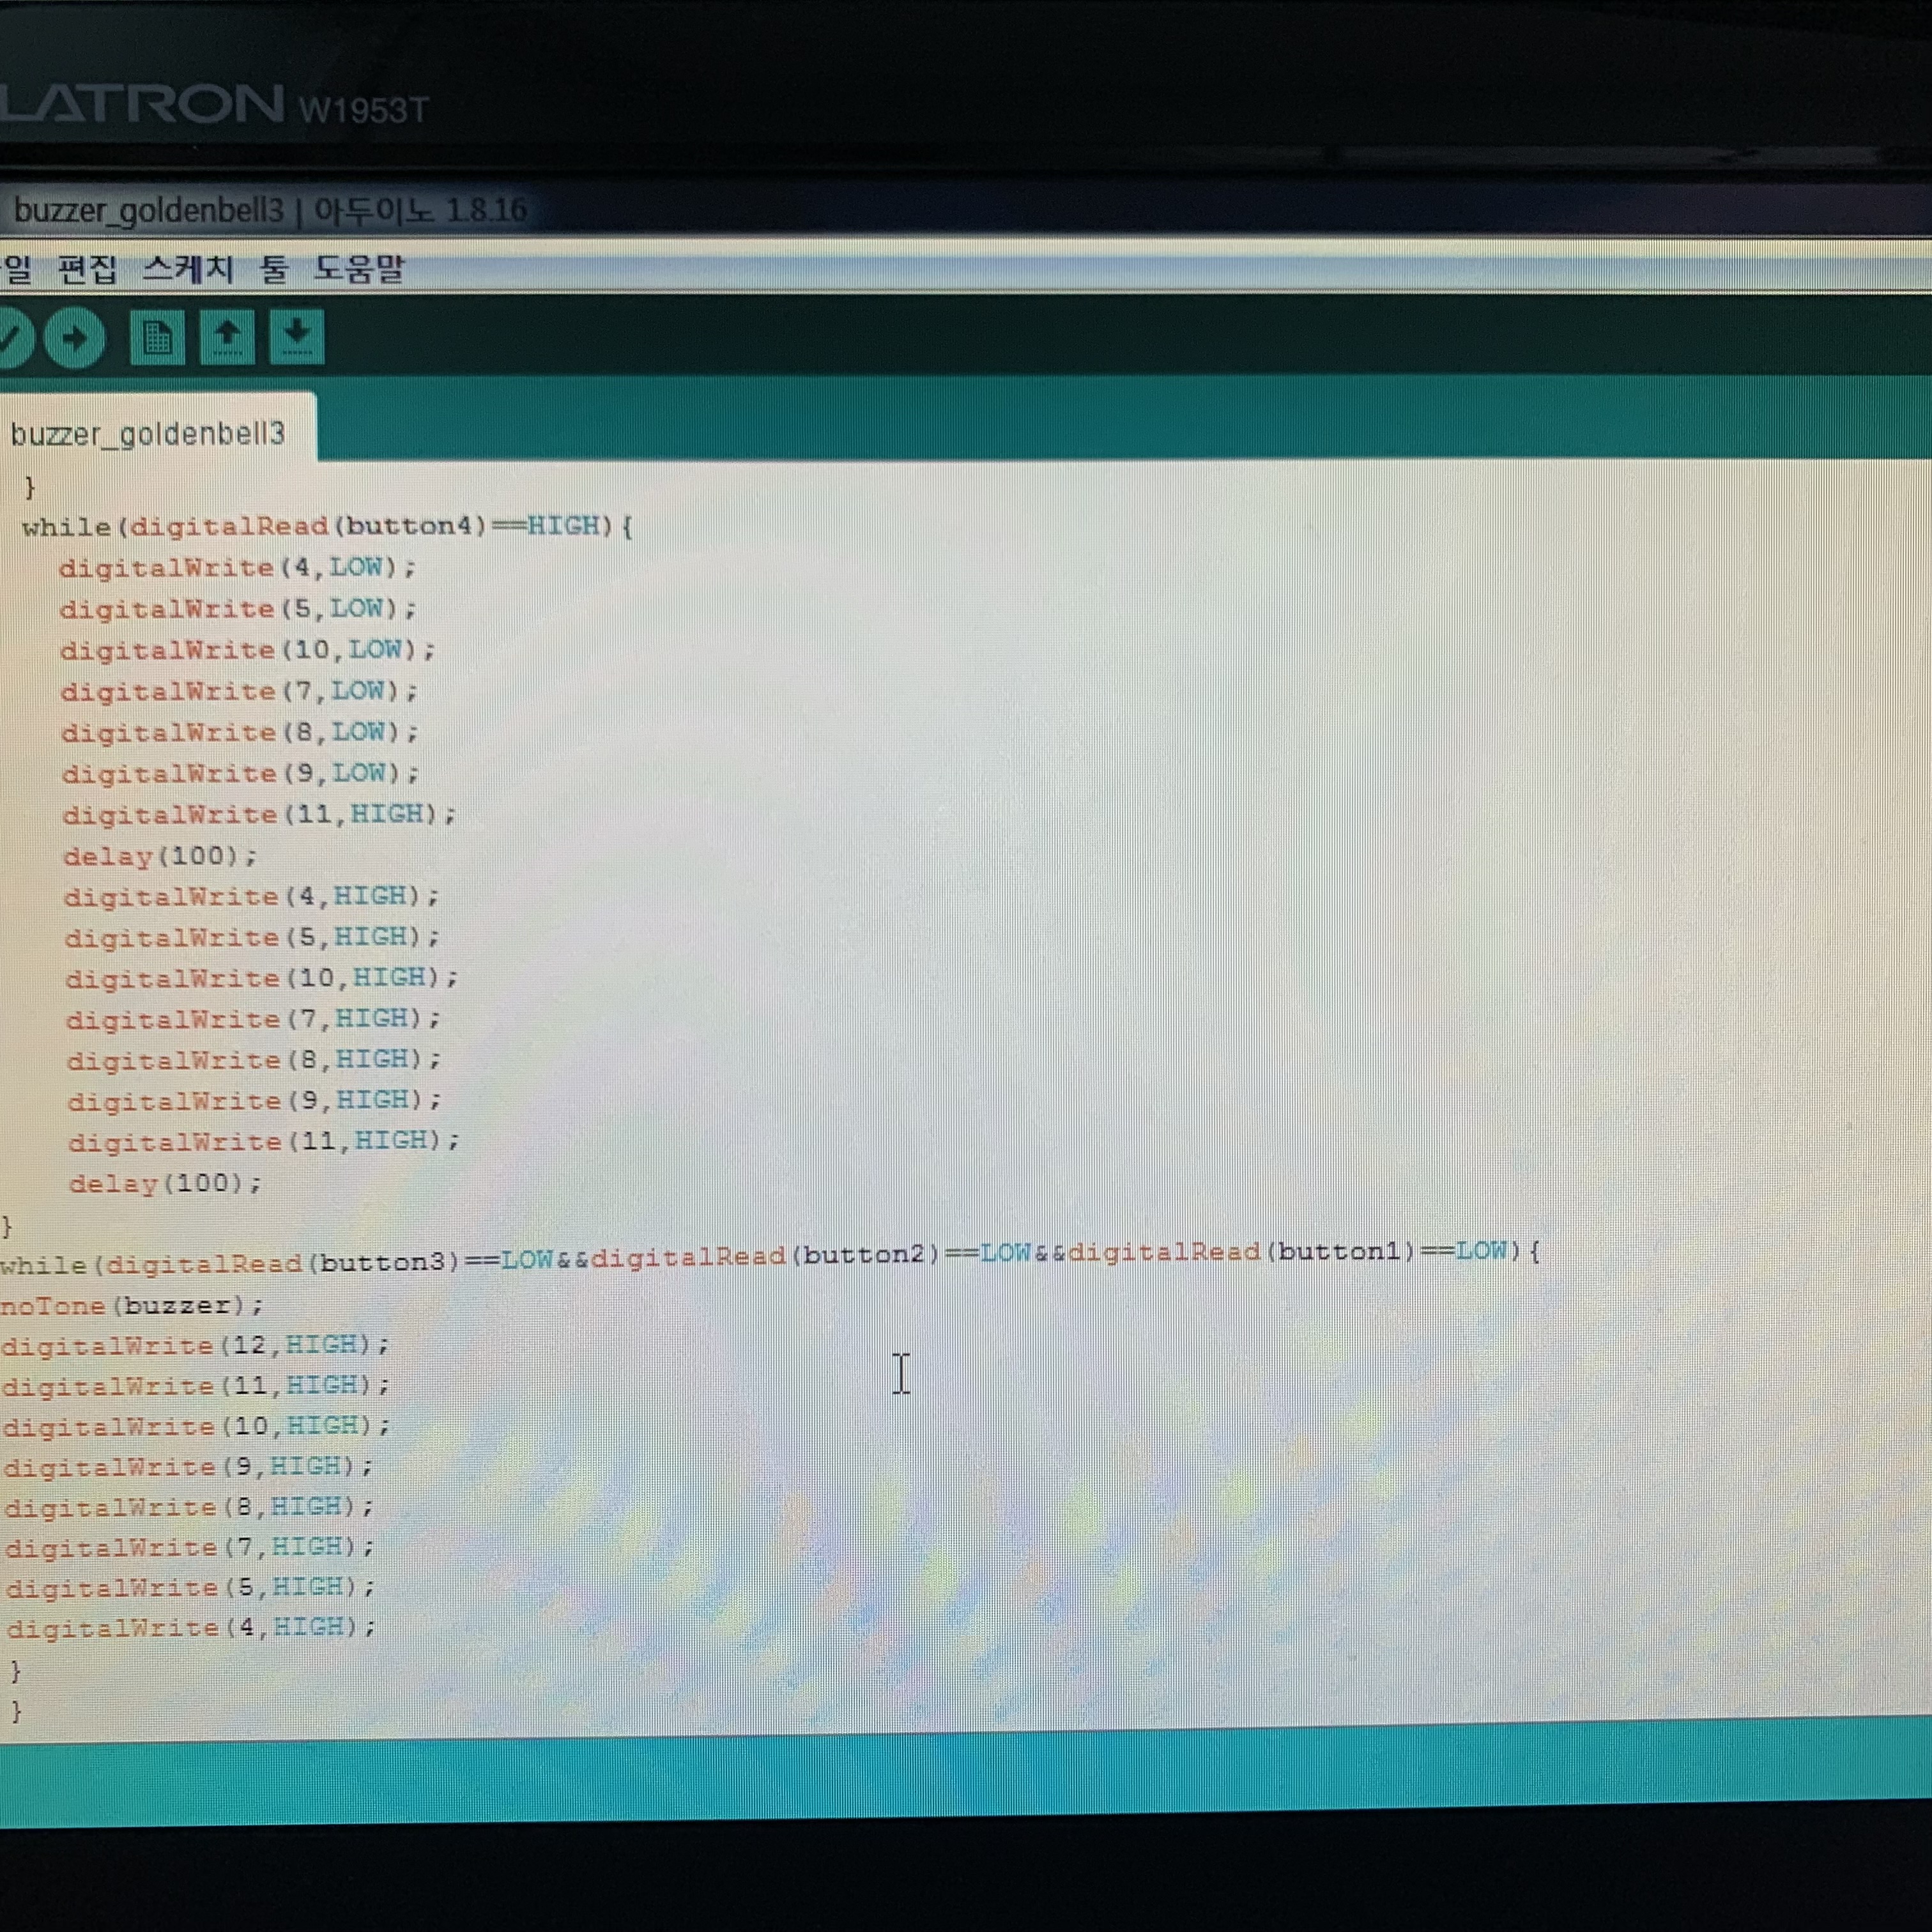 LATRON W1953T
buzzer_goldenbell3 | 아두이노 1.8.16
일 편집 스케치 툴 도움말
buzzer_goldenbell3
}
while(digitalRead(button4)==HIGH){
digitalWrite(4,LOW);
digitalWrite(5,LOW);
digitalWrite(10,LOW);
digitalWrite(7,LOW);
digitalWrite(8,LOW);
digitalWrite(9,LOW);
digitalWrite(11,HIGH);
delay(100);
digitalWrite(4,HIGH);
digitalWrite(5,HIGH);
digitalWrite(10,HIGH);
digitalWrite(7,HIGH);
digitalWrite(8,HIGH);
digitalWrite(9,HIGH);
digitalWrite(11,HIGH);
delay(100);
}
while(digitalRead(button3)==LOW&&digitalRead(button2)==LOW&&digitalRead(button1)==LOW){
noTone(buzzer);
digitalWrite(12,HIGH);
digitalWrite(11,HIGH);
digitalWrite(10,HIGH);
digitalWrite(9,HIGH);
digitalWrite(8,HIGH);
digitalWrite(7,HIGH);
digitalWrite(5,HIGH);
digitalWrite(4,HIGH);
}
}